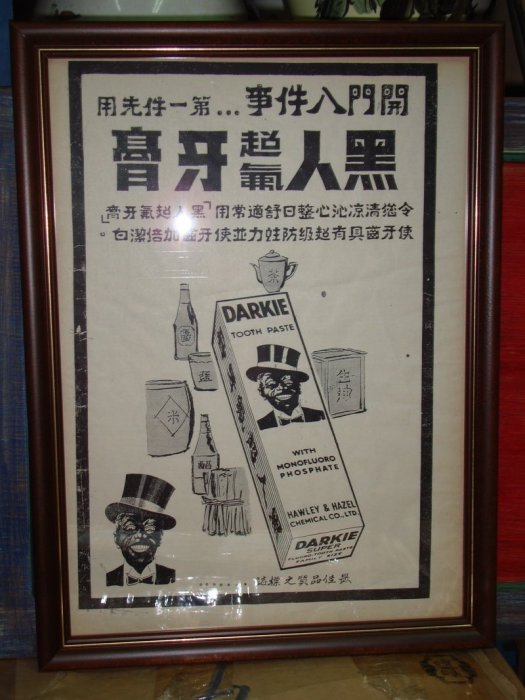 開門八件事...第一件先用
黑人超氟牙膏
令您清涼沁心整日舒適常用「黑人超氟牙膏」
使牙齒具有超級防蛀力並使牙齒加倍潔白。
茶
米
DARKIE
TOOTH PASTE
WITH
MONOFLUORO
PHOSPHATE
HAWLEY & HAZEL
CHEMICAL CO., LTD.
DARKIE
SUPER